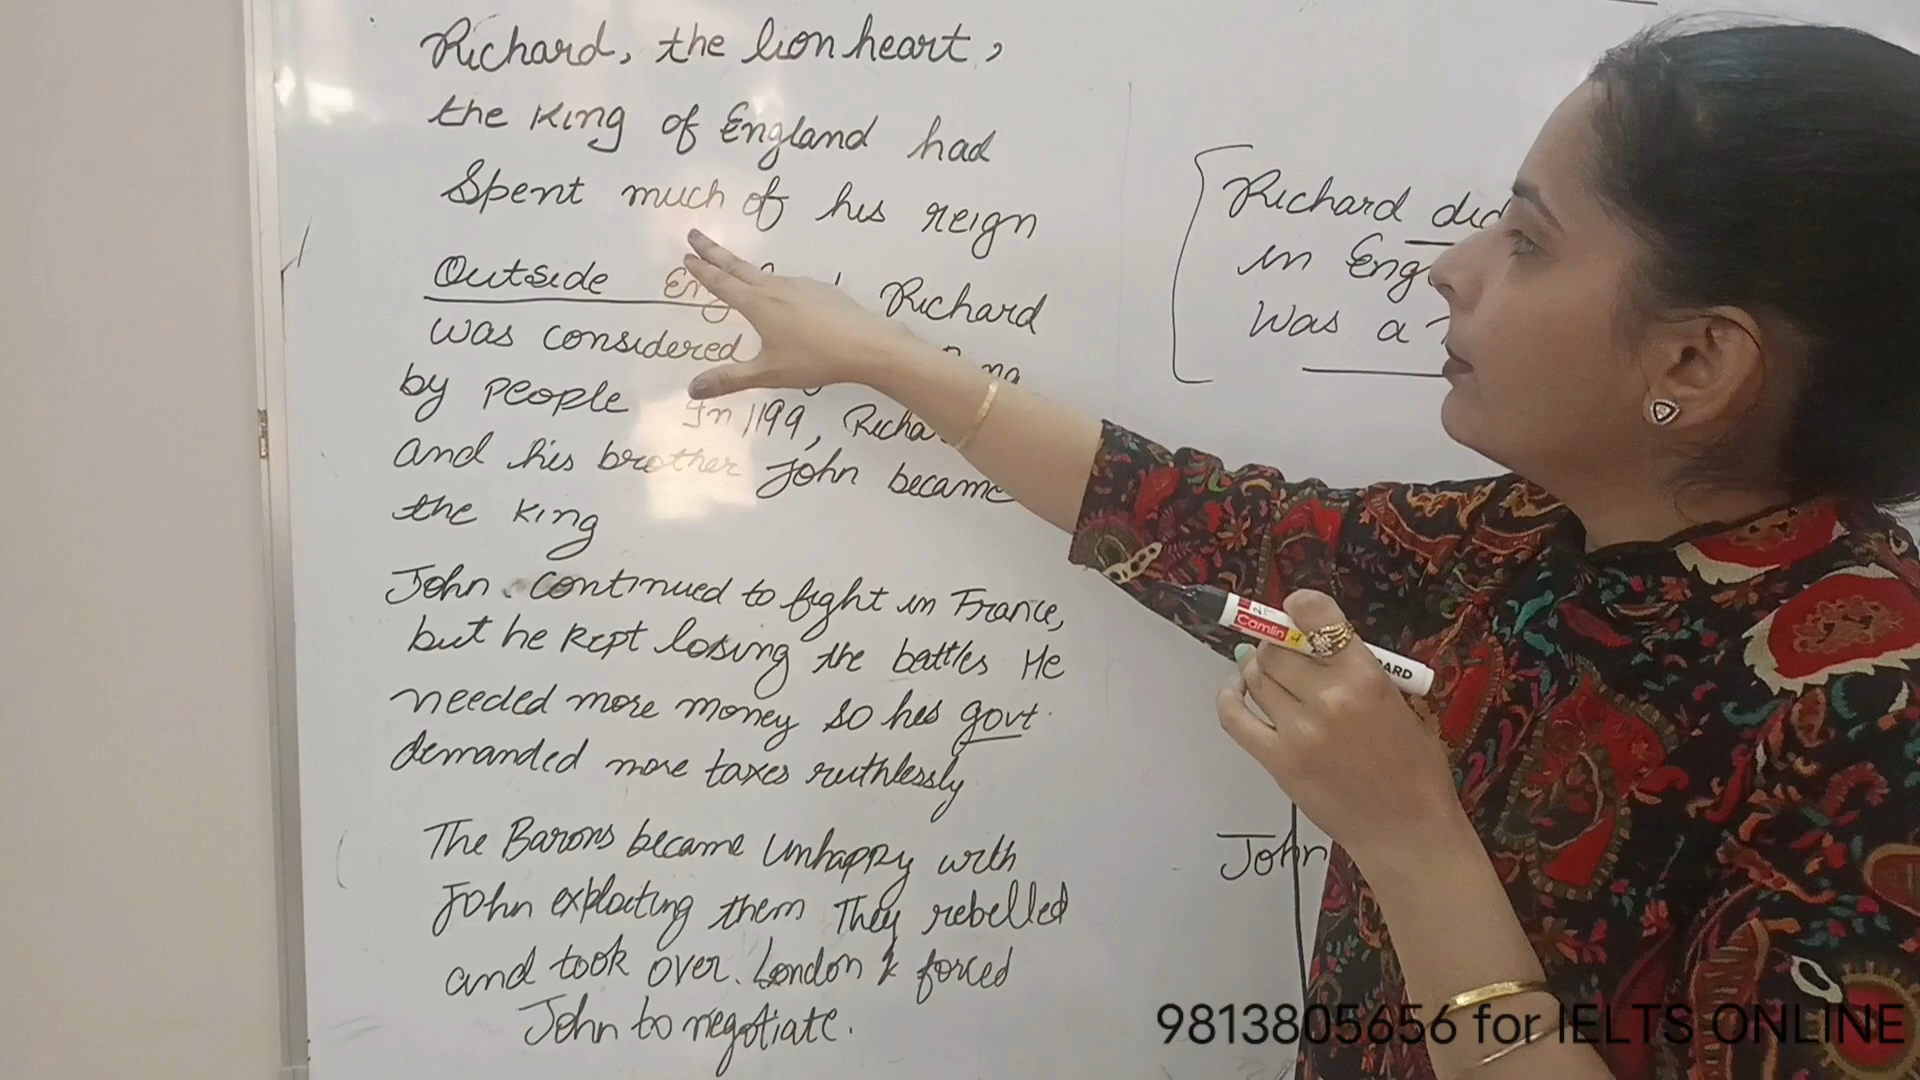 Richard, the lion heart,
the King of England had
Spent much of his reign
Outside Richard
was considered
by people In 1199,
and his brother John became
the King
John continued to fight in France,
but he kept losing the battles He
needed more money so his govt.
demanded more taxes ruthlessly
The Barons became Unhappy with
John exploiting them They rebelled
and took over London & forced
John to negotiate.
Richard did
in
Was a
John
Camlin
9813805656 for IELTS ONLINE